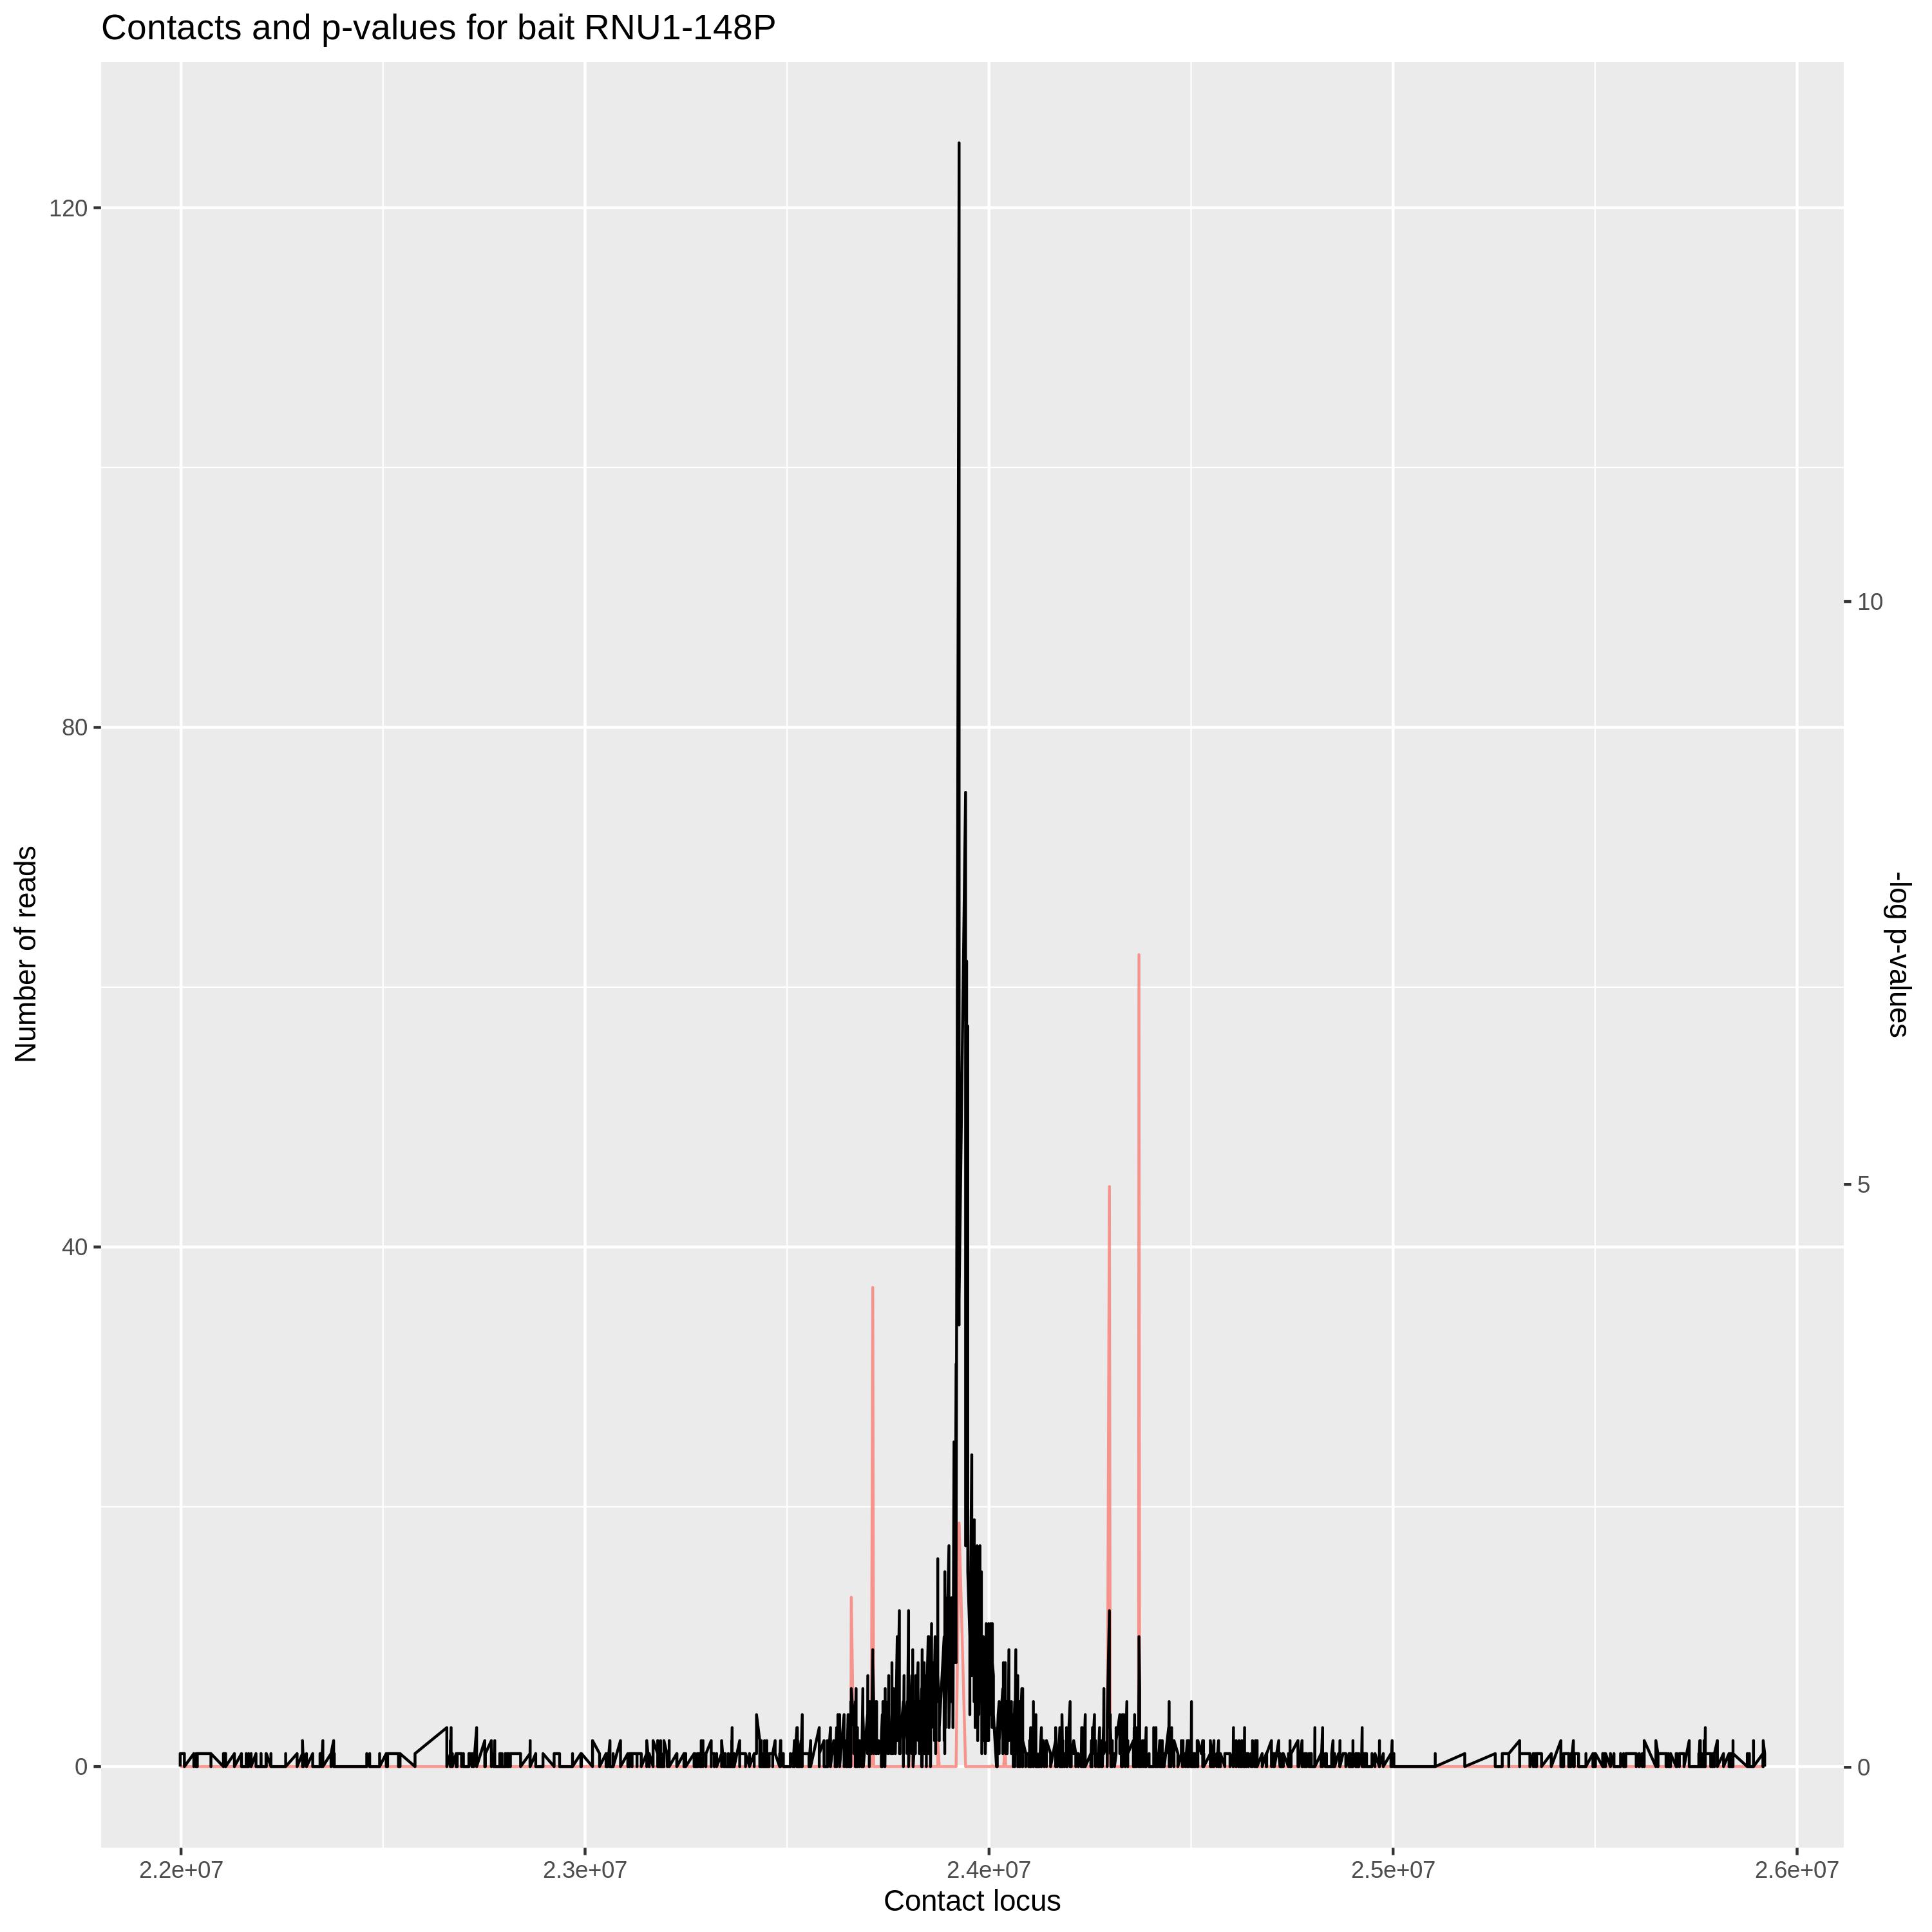 Contacts and p-values for bait RNU1-148P
120
80
40
0
Number of reads
10
5
0
-log p-values
2.2e+07
2.3e+07
2.4e+07
2.5e+07
2.6e+07
Contact locus